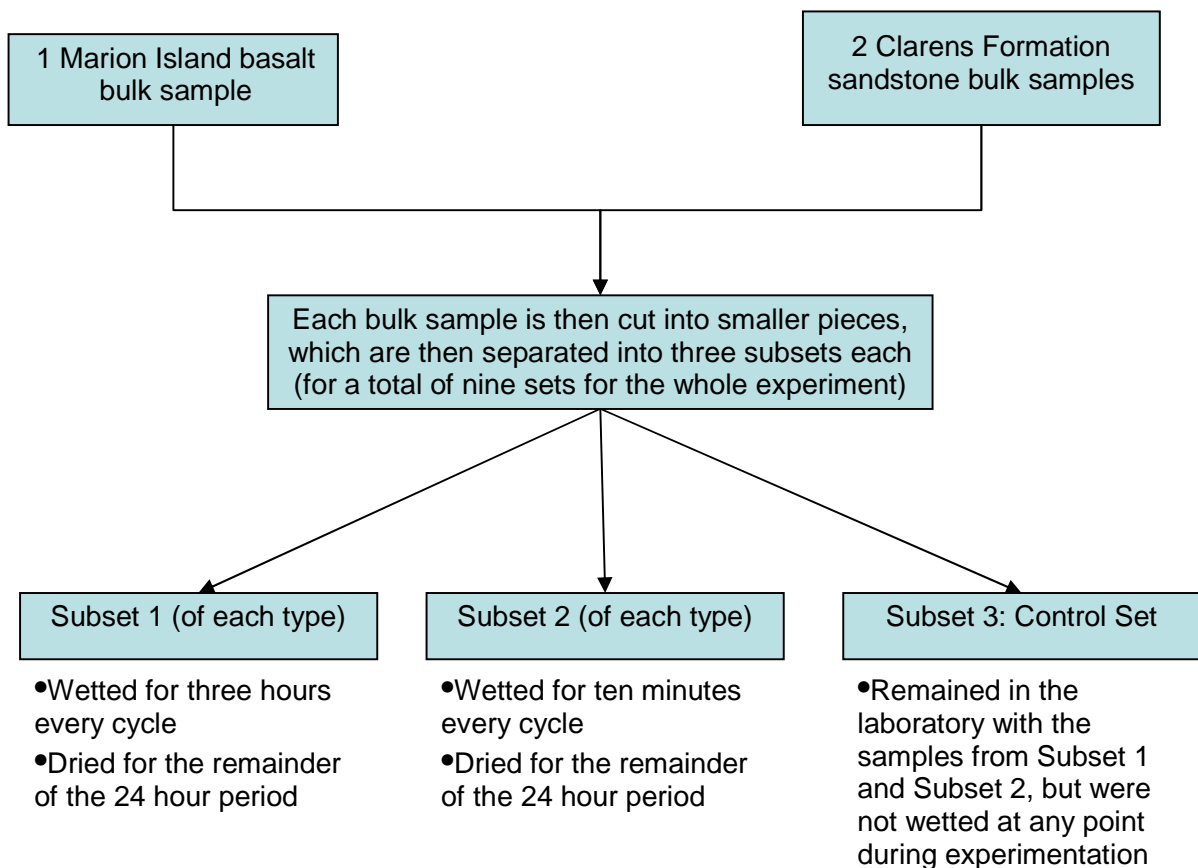 1 Marion Island basalt
bulk sample
2 Clarens Formation
sandstone bulk samples
Each bulk sample is then cut into smaller pieces,
which are then separated into three subsets each
(for a total of nine sets for the whole experiment)
Subset 1 (of each type)
•Wetted for three hours
every cycle
•Dried for the remainder
of the 24 hour period
Subset 2 (of each type)
•Wetted for ten minutes
every cycle
•Dried for the remainder
of the 24 hour period
Subset 3: Control Set
•Remained in the
laboratory with the
samples from Subset 1
and Subset 2, but were
not wetted at any point
during experimentation